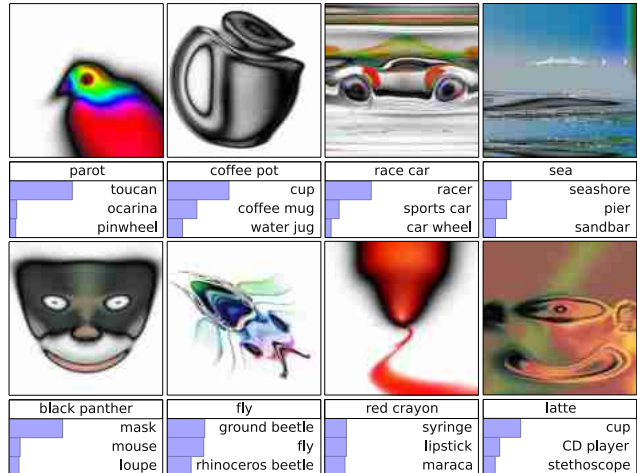 parot
toucan
ocarina
pinwheel
coffee pot
cup
coffee mug
water jug
race car
racer
sports car
car wheel
sea
seashore
pier
sandbar
black panther
mask
mouse
loupe
fly
ground beetle
fly
rhinoceros beetle
red crayon
syringe
lipstick
maraca
latte
cup
CD player
stethoscope